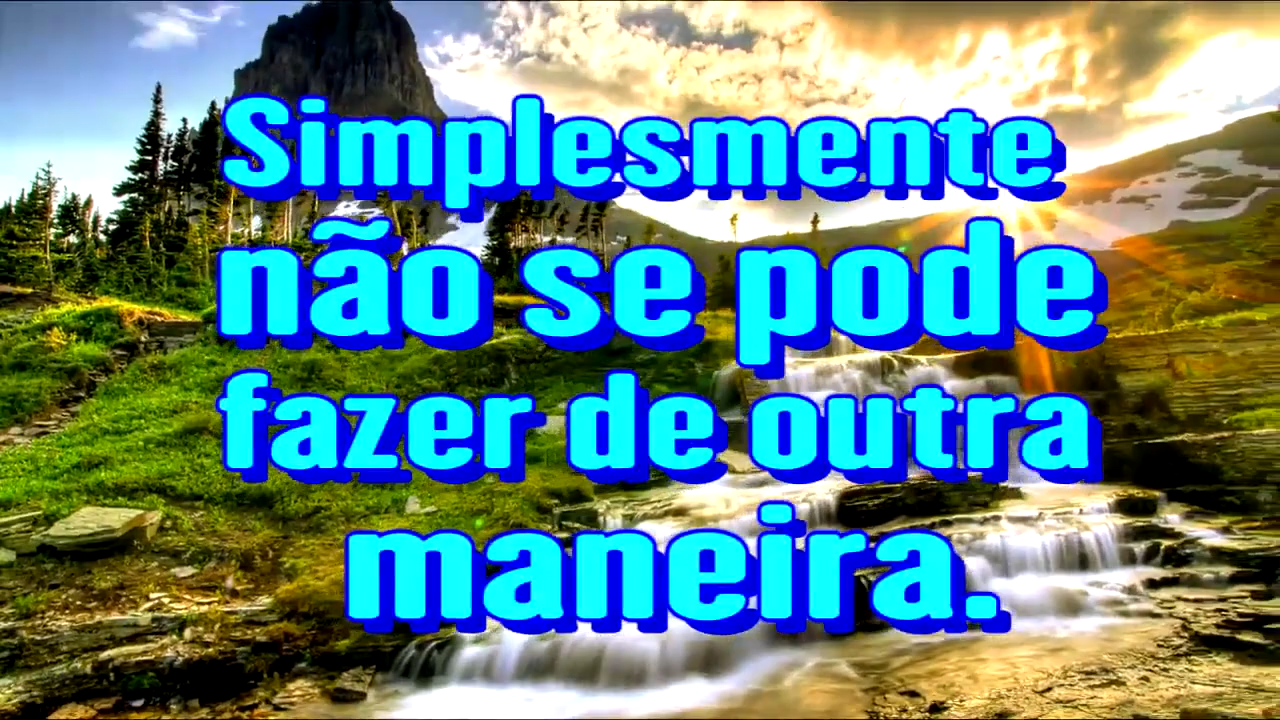 Simplesmente
não se pode
fazer de outra
maneira.